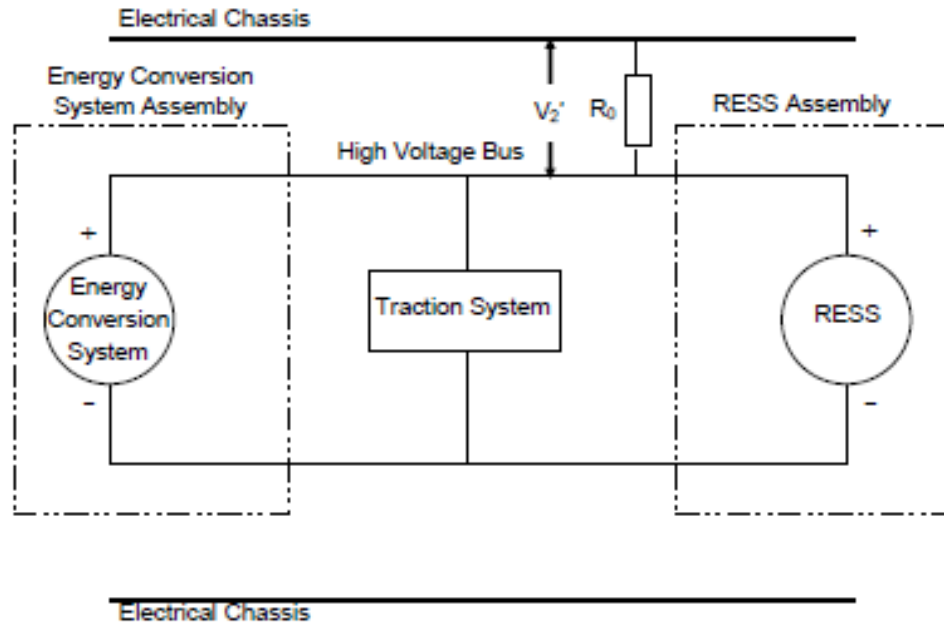 Electrical Chassis
Energy Conversion
System Assembly
V2'
R0
RESS Assembly
High Voltage Bus
+
+
Energy
Conversion
System
Traction System
RESS
-
-
Electrical Chassis